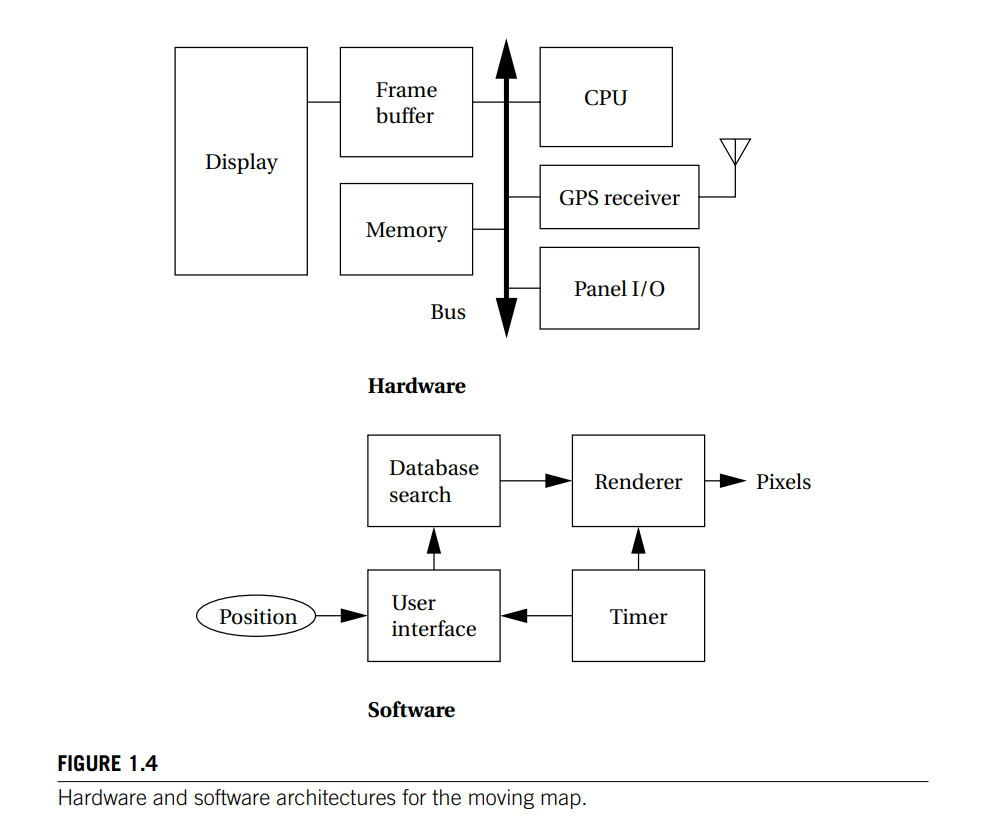 Frame
buffer
CPU
Display
GPS receiver
Memory
Panel I/O
Bus
Hardware
Database
search
Renderer
Pixels
User
interface
Position
Timer
Software
FIGURE 1.4
Hardware and software architectures for the moving map.